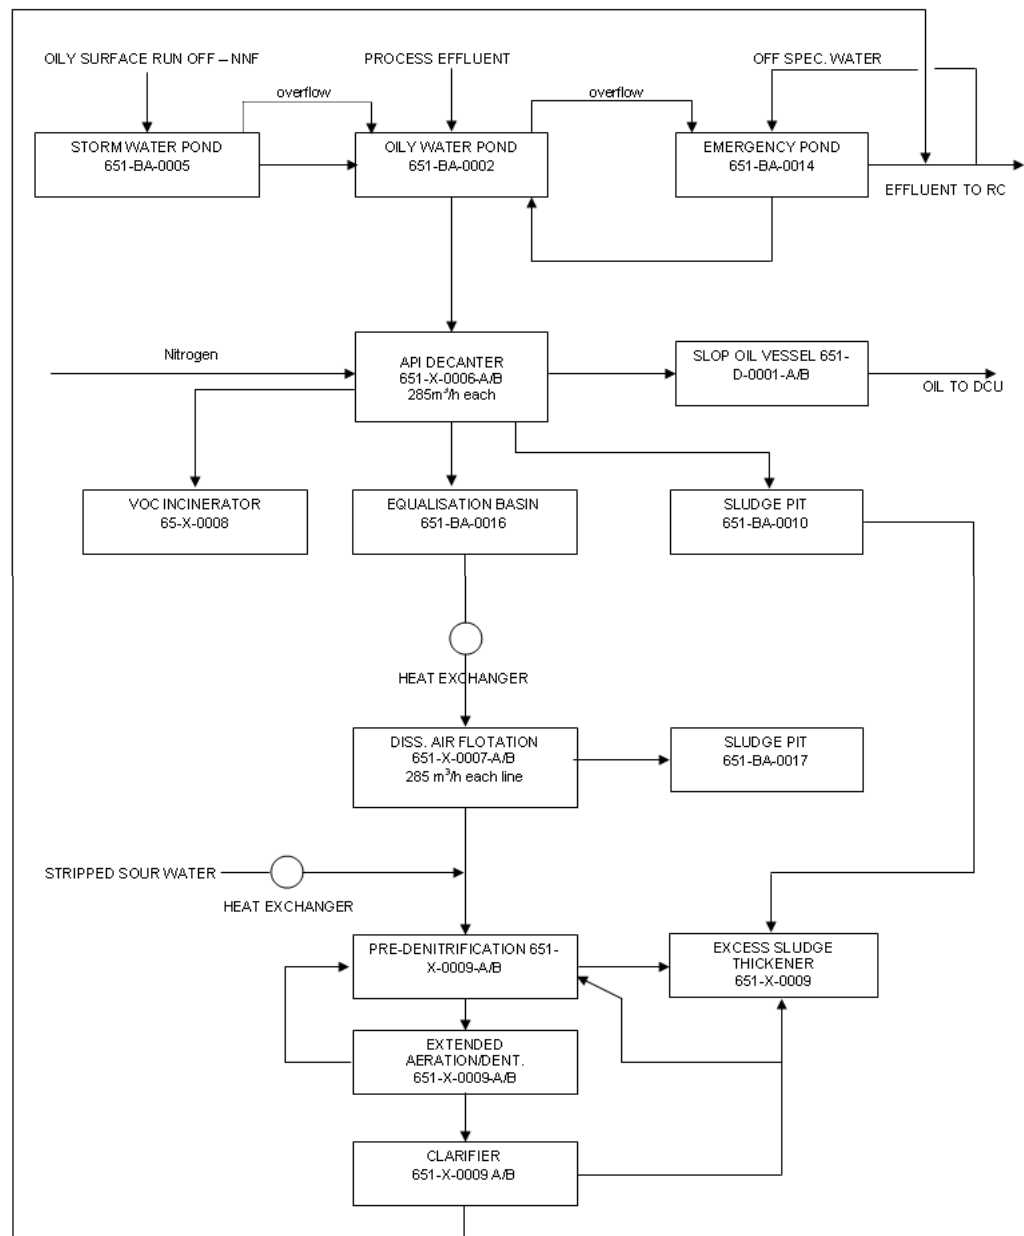 OILY SURFACE RUN OFF – NNF
PROCESS EFFLUENT
OFF SPEC. WATER
overflow
overflow
STORM WATER POND
651-BA-0005
OILY WATER POND
651-BA-0002
EMERGENCY POND
651-BA-0014
EFFLUENT TO RC
Nitrogen
API DECANTER
651-X-0006-A/B
285m³/h each
SLOP OIL VESSEL 651-
D-0001-A/B
OIL TO DCU
VOC INCINERATOR
65-X-0008
EQUALISATION BASIN
651-BA-0016
SLUDGE PIT
651-BA-0010
HEAT EXCHANGER
DISS. AIR FLOTATION
651-X-0007-A/B
285 m³/h each line
SLUDGE PIT
651-BA-0017
STRIPPED SOUR WATER
HEAT EXCHANGER
PRE-DENITRIFICATION 651-
X-0009-A/B
EXCESS SLUDGE
THICKENER
651-X-0009
EXTENDED
AERATION/DENT.
651-X-0009-A/B
CLARIFIER
651-X-0009 A/B